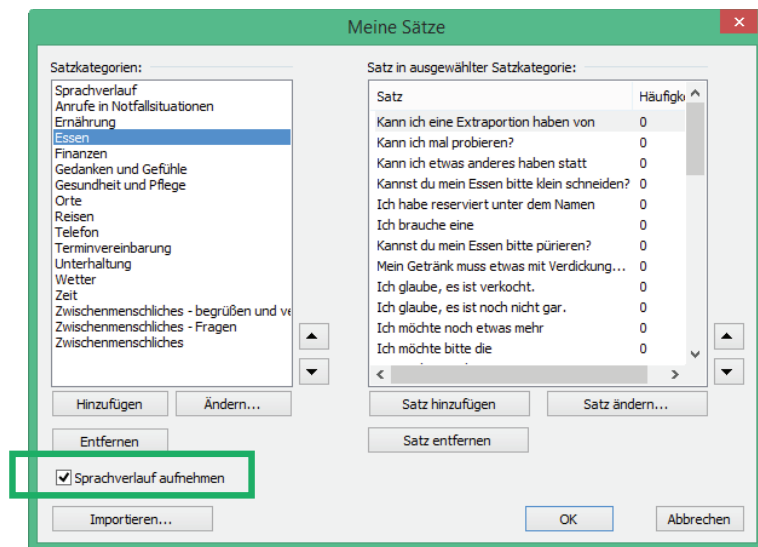 Meine Sätze
Satzkategorien:
Sprachverlauf
Anrufe in Notfallsituationen
Ernährung
Essen
Finanzen
Gedanken und Gefühle
Gesundheit und Pflege
Orte
Reisen
Telefon
Terminvereinbarung
Unterhaltung
Wetter
Zeit
Zwischenmenschliches - begrüßen und ve
Zwischenmenschliches - Fragen
Zwischenmenschliches
Hinzufügen Ändern...
Entfernen
Sprachverlauf aufnehmen
Importieren...
Satz in ausgewählter Satzkategorie:
Satz Häufigk
Kann ich eine Extraportion haben von 0
Kann ich mal probieren? 0
Kann ich etwas anderes haben statt 0
Kannst du mein Essen bitte klein schneiden? 0
Ich habe reserviert unter dem Namen 0
Ich brauche eine 0
Kannst du mein Essen bitte pürieren? 0
Mein Getränk muss etwas mit Verdickung... 0
Ich glaube, es ist verkocht. 0
Ich glaube, es ist noch nicht gar. 0
Ich möchte noch etwas mehr 0
Ich möchte bitte die 0
Satz hinzufügen Satz ändern...
Satz entfernen
OK Abbrechen